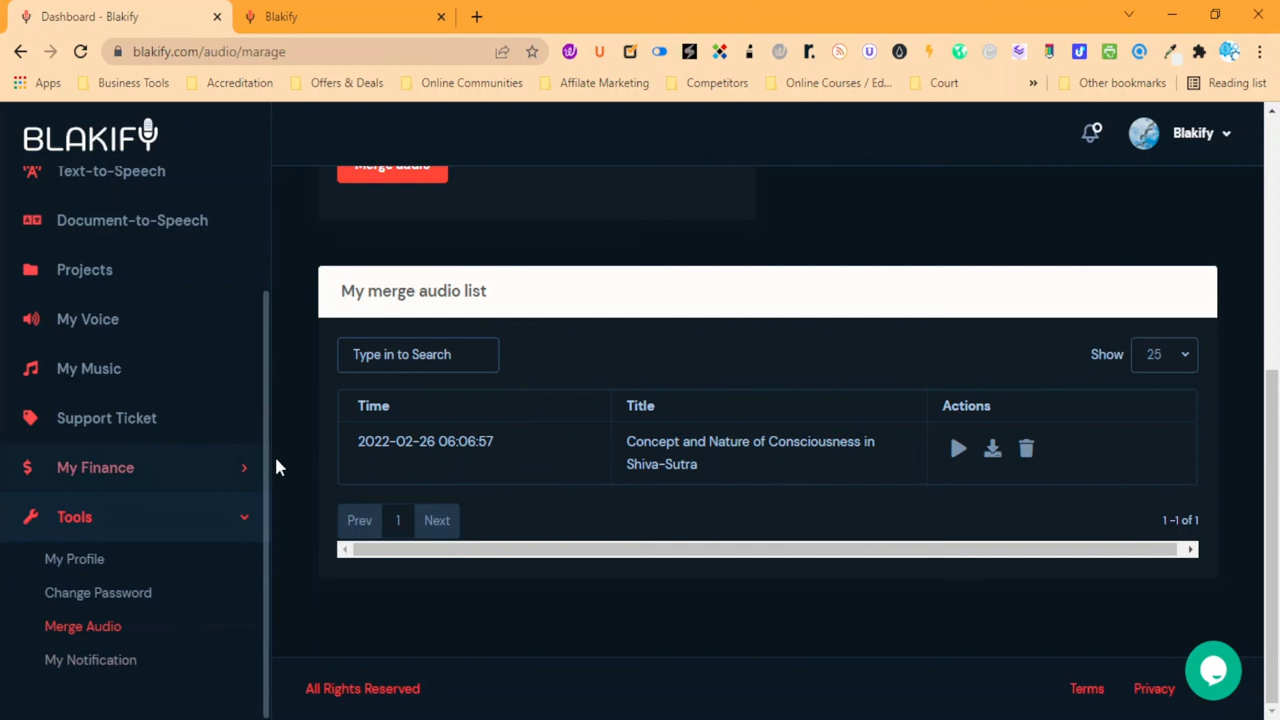 Dashboard - Blakify
Blakify
blakify.com/audio/marage
Apps
Business Tools
Accreditation
Offers & Deals
Online Communities
Affilate Marketing
Competitors
Online Courses / Ed...
Court
»
Other bookmarks
Reading list
BLAKIFY
Blakify
Text-to-Speech
Document-to-Speech
Projects
My Voice
My Music
Support Ticket
My Finance
Tools
My Profile
Change Password
Merge Audio
My Notification
Merge audio
My merge audio list
Type in to Search
Show 25
Time Title Actions
2022-02-26 06:06:57 Concept and Nature of Consciousness in
Shiva-Sutra
Prev 1 Next
1 -1 of 1
All Rights Reserved
Terms Privacy